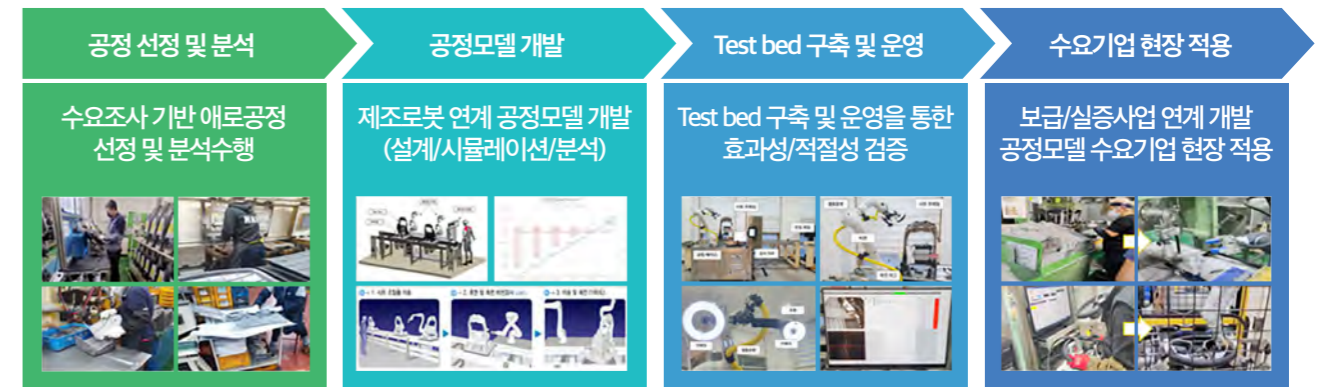 공정 선정 및 분석
수요조사 기반 애로공정
선정 및 분석수행
공정모델 개발
제조로봇 연계 공정모델 개발
(설계/시뮬레이션/분석)
Test bed 구축 및 운영
Test bed 구축 및 운영을 통한
효과성/적절성 검증
수요기업 현장 적용
보급/실증사업 연계 개발
공정모델 수요기업 현장 적용